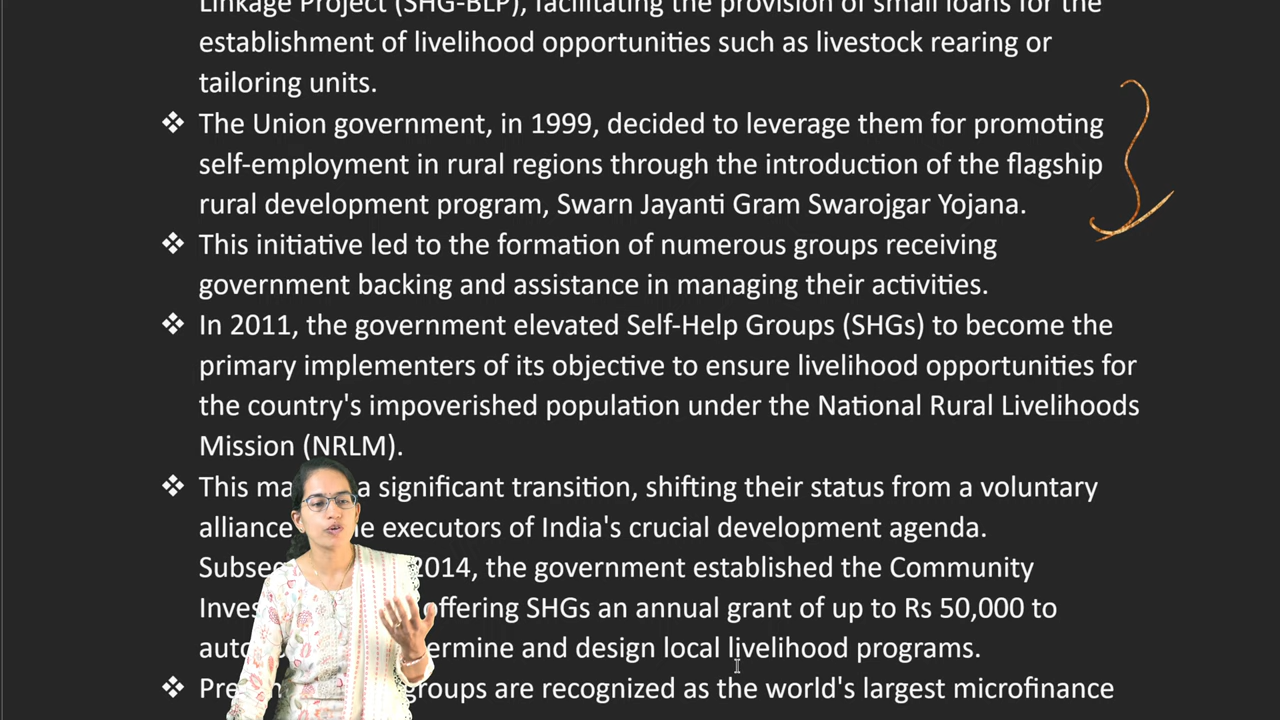 Linkage Project (SHG-BLP), facilitating the provision of small loans for the
establishment of livelihood opportunities such as livestock rearing or
tailoring units.
❖ The Union government, in 1999, decided to leverage them for promoting
self-employment in rural regions through the introduction of the flagship
rural development program, Swarn Jayanti Gram Swarojgar Yojana.
❖ This initiative led to the formation of numerous groups receiving
government backing and assistance in managing their activities.
❖ In 2011, the government elevated Self-Help Groups (SHGs) to become the
primary implementers of its objective to ensure livelihood opportunities for
the country's impoverished population under the National Rural Livelihoods
Mission (NRLM).
❖ This a significant transition, shifting their status from a voluntary
alliance executors of India's crucial development agenda.
2014, the government established the Community
offering SHGs an annual grant of up to Rs 50,000 to
and design local livelihood programs.
❖ groups are recognized as the world's largest microfinance